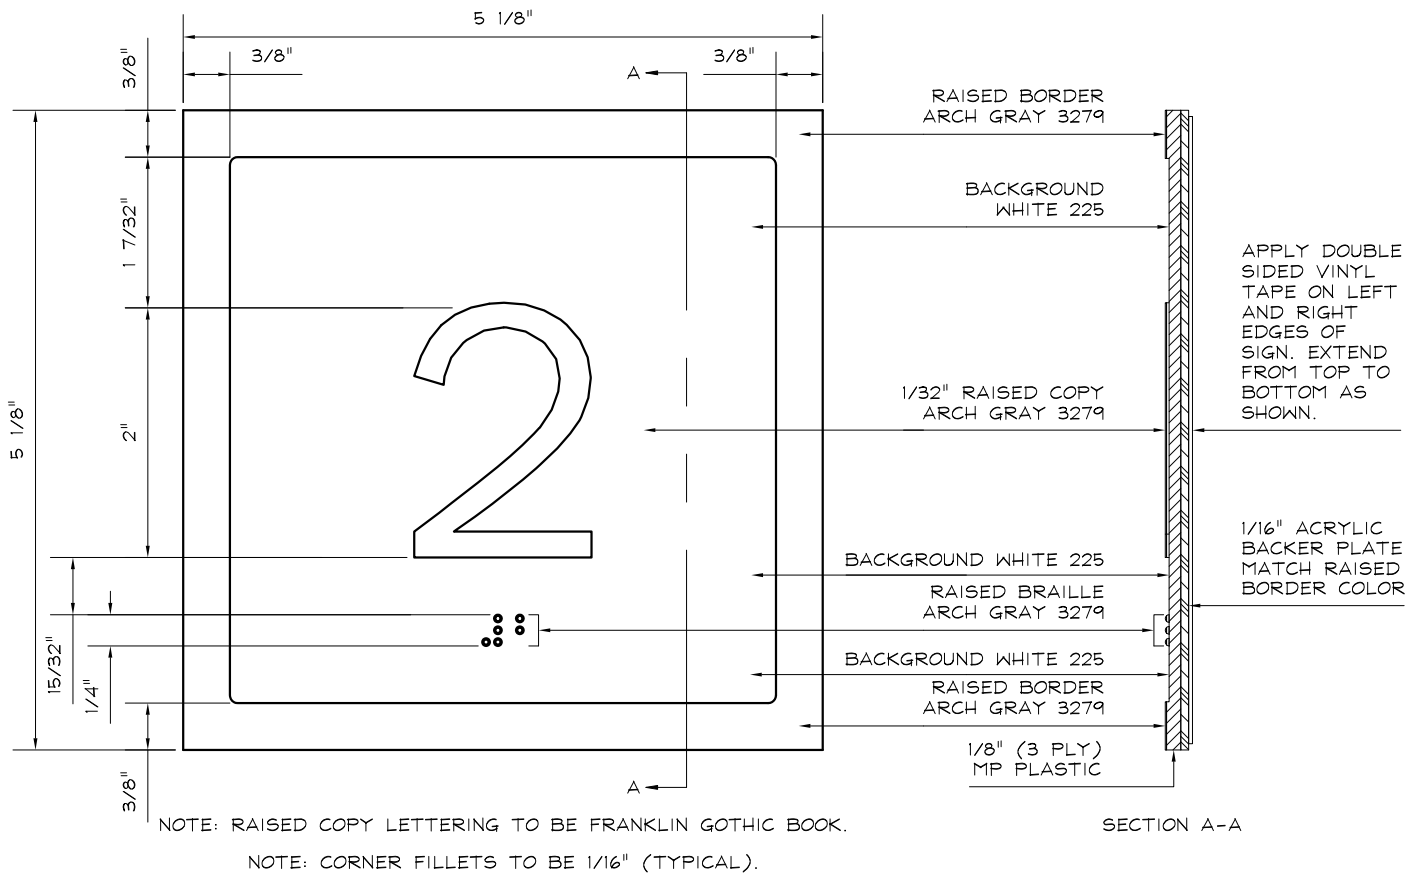 5 1/8"
3/8"
3/8"
3/8"
A
RAISED BORDER
ARCH GRAY 3279
BACKGROUND
WHITE 225
1 7/32"
APPLY DOUBLE
SIDED VINYL
TAPE ON LEFT
AND RIGHT
EDGES OF
SIGN. EXTEND
FROM TOP TO
BOTTOM AS
SHOWN.
5 1/8"
2"
2
1/32" RAISED COPY
ARCH GRAY 3279
1/16" ACRYLIC
BACKER PLATE
MATCH RAISED
BORDER COLOR
BACKGROUND WHITE 225
RAISED BRAILLE
ARCH GRAY 3279
15/32"
1/4"
BACKGROUND WHITE 225
RAISED BORDER
ARCH GRAY 3279
1/8" (3 PLY)
MP PLASTIC
3/8"
A
NOTE: RAISED COPY LETTERING TO BE FRANKLIN GOTHIC BOOK.
SECTION A-A
NOTE: CORNER FILLETS TO BE 1/16" (TYPICAL).